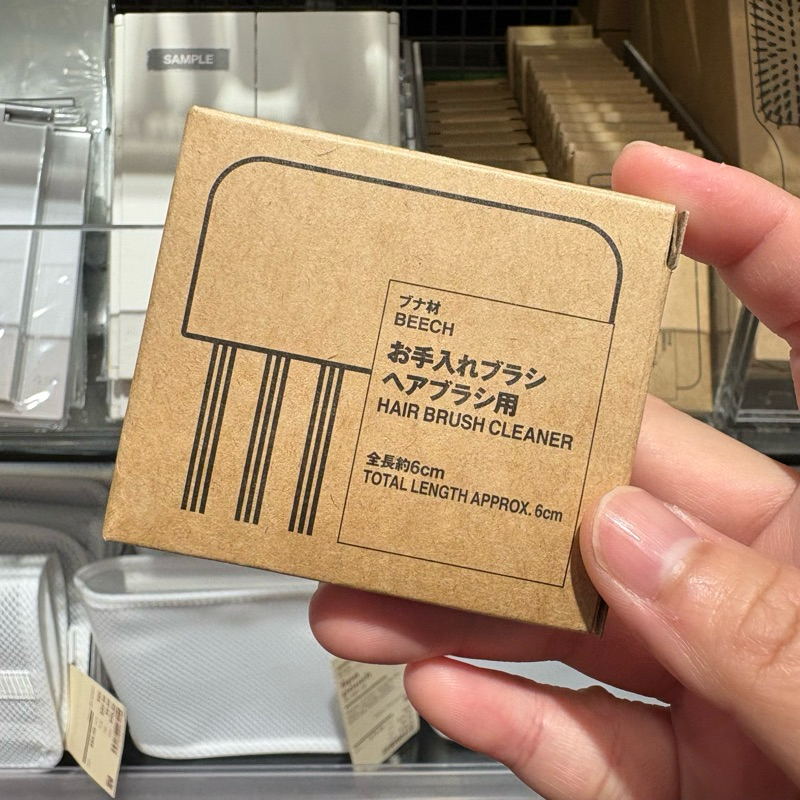 SAMPLE
ブナ材
BEECH
お手入れブラシ
ヘアブラシ用
HAIR BRUSH CLEANER
全長約6cm
TOTAL LENGTH APPROX. 6cm